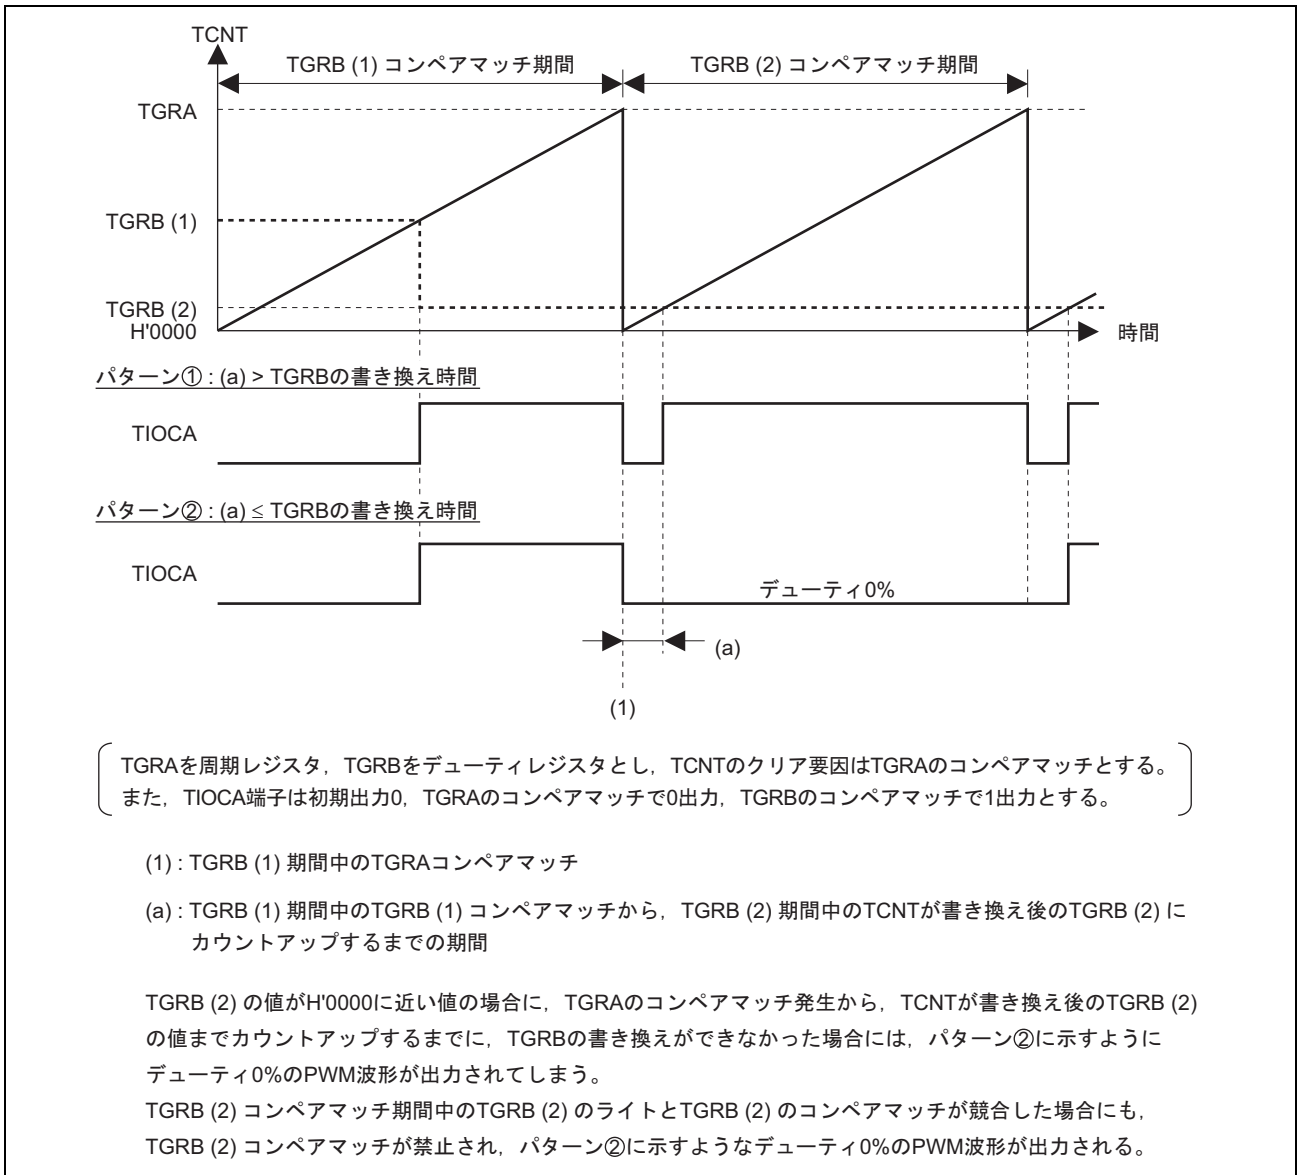 TCNT
TGRB (1) コンペアマッチ期間
TGRB (2) コンペアマッチ期間
TGRA
TGRB (1)
TGRB (2)
H'0000
時間
パターン① : (a) > TGRBの書き換え時間
TIOCA
パターン② : (a) ≤ TGRBの書き換え時間
TIOCA
デューティ0%
(a)
(1)
TGRAを周期レジスタ，TGRBをデューティレジスタとし，TCNTのクリア要因はTGRAのコンペアマッチとする。
また，TIOCA端子は初期出力0，TGRAのコンペアマッチで0出力，TGRBのコンペアマッチで1出力とする。
(1) : TGRB (1) 期間中のTGRAコンペアマッチ
(a) : TGRB (1) 期間中のTGRB (1) コンペアマッチから，TGRB (2) 期間中のTCNTが書き換え後のTGRB (2) に
カウントアップするまでの期間
TGRB (2) の値がH'0000に近い値の場合に，TGRAのコンペアマッチ発生から，TCNTが書き換え後のTGRB (2)
の値までカウントアップするまでに，TGRBの書き換えができなかった場合には，パターン②に示すように
デューティ0%のPWM波形が出力されてしまう。
TGRB (2) コンペアマッチ期間中のTGRB (2) のライトとTGRB (2) のコンペアマッチが競合した場合にも，
TGRB (2) コンペアマッチが禁止され，パターン②に示すようなデューティ0%のPWM波形が出力される。